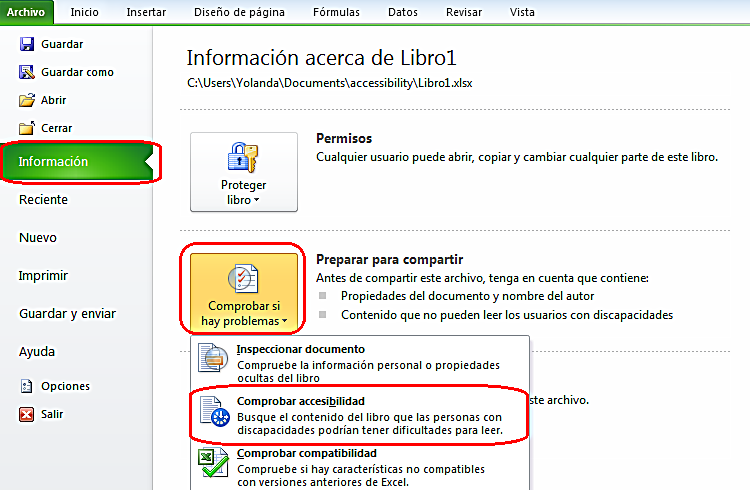 Archivo Inicio Insertar Diseño de página Fórmulas Datos Revisar Vista
Guardar
Guardar como
Abrir
Cerrar
Información
Reciente
Nuevo
Imprimir
Guardar y enviar
Ayuda
Opciones
Salir
Información acerca de Libro1
C:\Users\Yolanda\Documents\accessibility\Libro1.xlsx
Proteger
libro
Permisos
Cualquier usuario puede abrir, copiar y cambiar cualquier parte de este libro.
Comprobar si
hay problemas
Preparar para compartir
Antes de compartir este archivo, tenga en cuenta que contiene:
Propiedades del documento y nombre del autor
Contenido que no pueden leer los usuarios con discapacidades
Inspeccionar documento
Compruebe la información personal o propiedades
ocultas del libro
Comprobar accesibilidad
Busque el contenido del libro que las personas con
discapacidades podrían tener dificultades para leer.
ste archivo.
Comprobar compatibilidad
Compruebe si hay características no compatibles
con versiones anteriores de Excel.